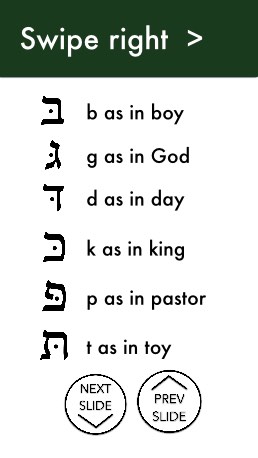 Swipe right >
בּ b as in boy
גּ g as in God
דּ d as in day
כּ k as in king
פּ p as in pastor
תּ t as in toy
NEXT
SLIDE
PREV
SLIDE